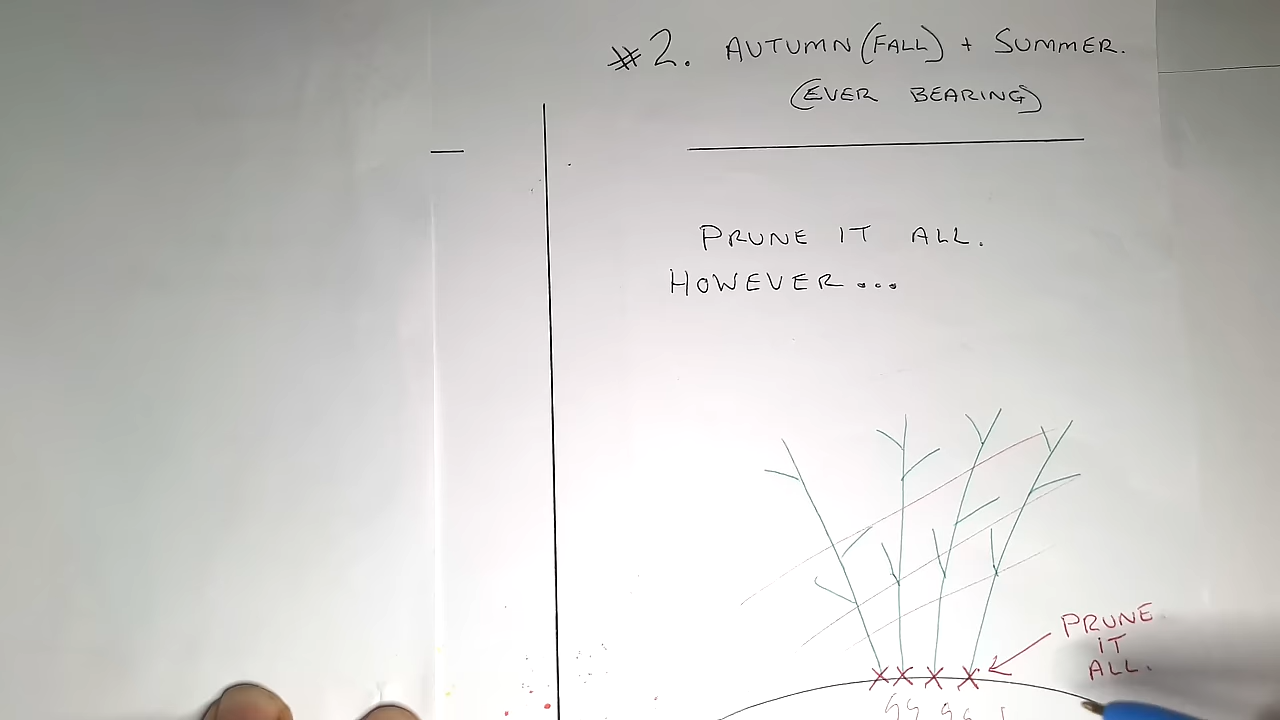 #2. AUTUMN (FALL) + SUMMER.
(EVER BEARING)
PRUNE IT ALL.
HOWEVER...
PRUNE
IT
ALL.